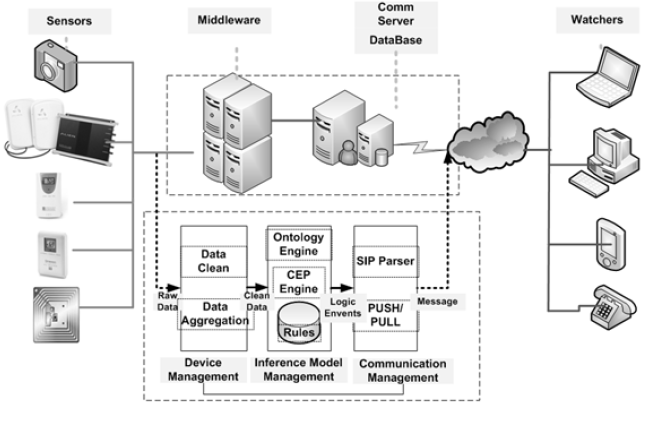 Sensors
Middleware
Comm
Server
DataBase
Watchers
Data
Clean
Data
Aggregation
Ontology
Engine
CEP
Engine
Rules
SIP Parser
PUSH/
PULL
Raw
Data
Clean
Data
Logic
Envents
Message
Device
Management
Inference Model
Management
Communication
Management